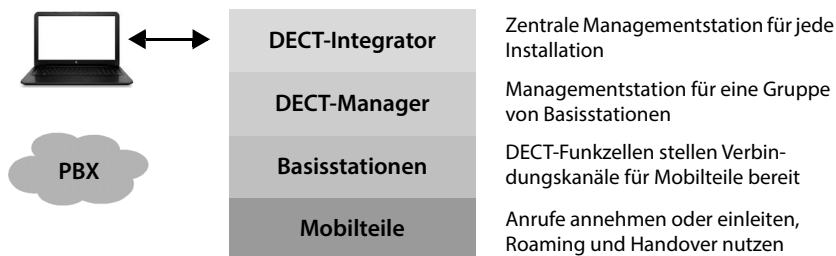 DECT-Integrator
Zentrale Managementstation für jede
Installation
DECT-Manager
Managementstation für eine Gruppe
von Basisstationen
PBX
Basisstationen
DECT-Funkzellen stellen Verbin-
dungskanäle für Mobilteile bereit
Mobilteile
Anrufe annehmen oder einleiten,
Roaming und Handover nutzen